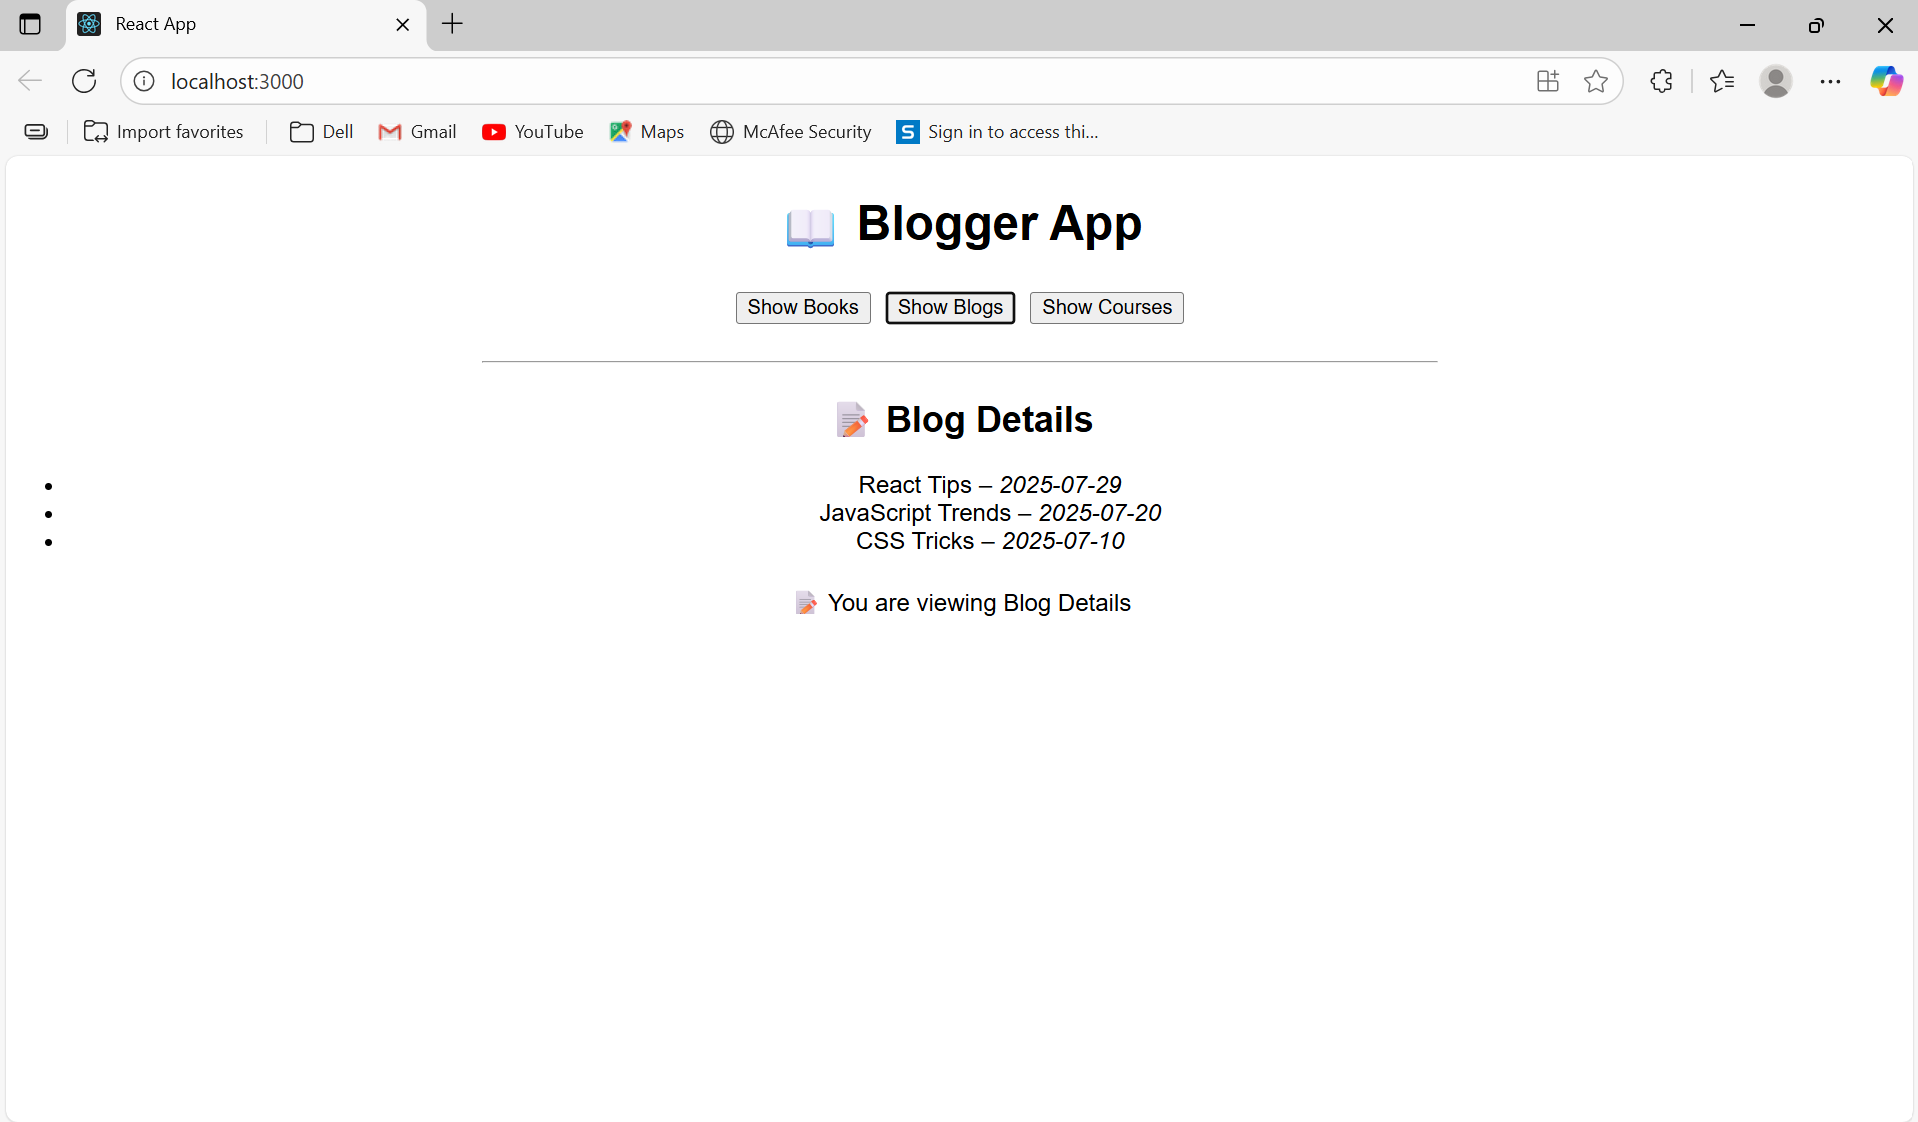 React App
localhost:3000
Import favorites Dell Gmail YouTube Maps McAfee Security Sign in to access thi...
Blogger App
Show Books Show Blogs Show Courses
Blog Details
• React Tips – 2025-07-29
• JavaScript Trends – 2025-07-20
• CSS Tricks – 2025-07-10
You are viewing Blog Details